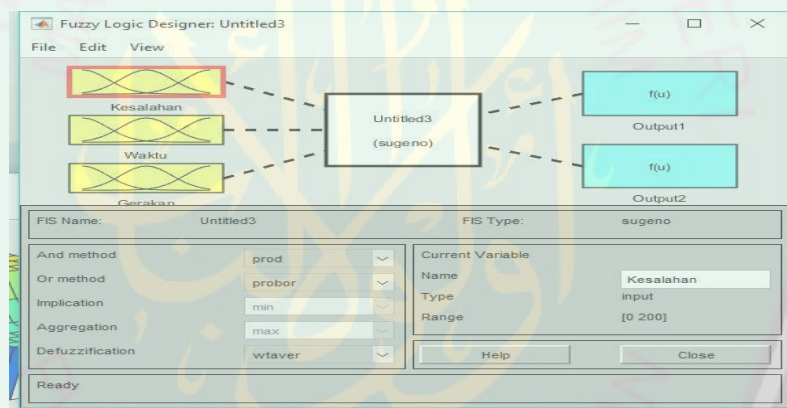 Fuzzy Logic Designer: Untitled3
File Edit View
Kesalahan
Waktu
Gerakan
Untitled3
(sugeno)
f(u)
Output1
f(u)
Output2
FIS Name: Untitled3 FIS Type: sugeno
And method prod
Or method probor
Implication min
Aggregation max
Defuzzification wtaver
Current Variable
Name Kesalahan
Type input
Range [0 200]
Help Close
Ready